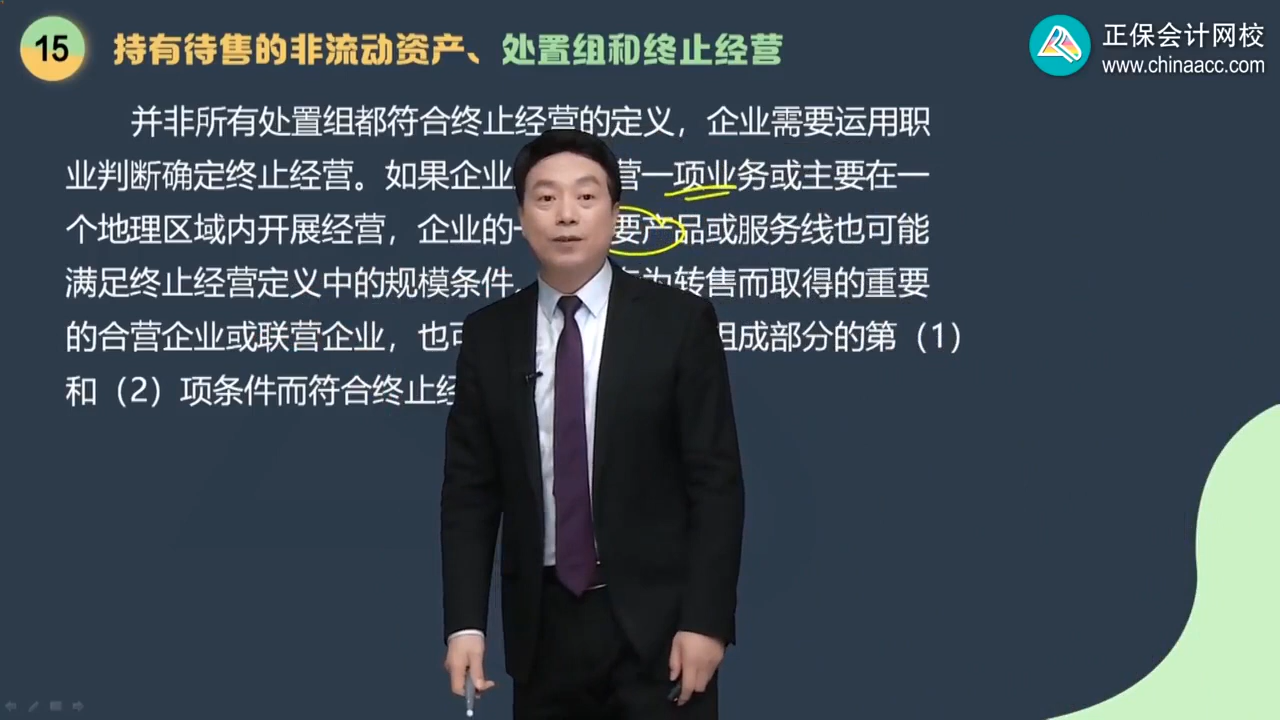 15
持有待售的非流动资产、处置组和终止经营
正保会计网校
www.chinaacc.com
并非所有处置组都符合终止经营的定义，企业需要运用职
业判断确定终止经营。如果企业 营一项业务或主要在一
个地理区域内开展经营，企业的一 要产品或服务线也可能
满足终止经营定义中的规模条件 为转售而取得的重要
的合营企业或联营企业，也可 组成部分的第（1）
和（2）项条件而符合终止经